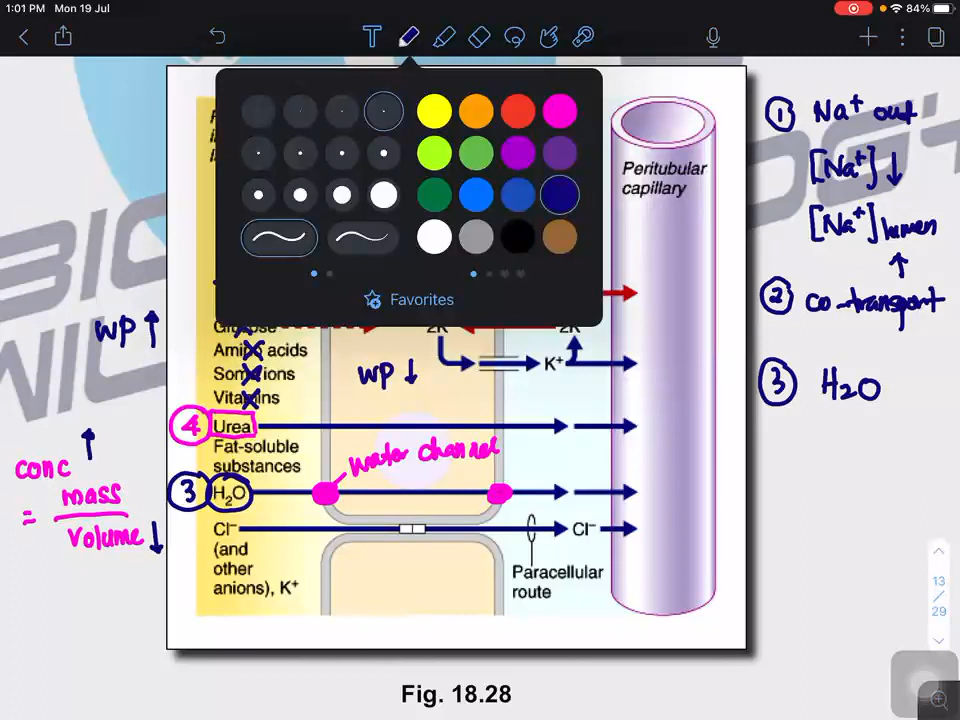 1:01 PM Mon 19 Jul
84%
Favorites
Peritubular
capillary
① Na⁺ out
[Na⁺] ↓
[Na⁺]lumen
↑
② co-transport
③ H₂O
WP ↑
Glucose
Amino acids
Some ions
Vitamins
2K
2K
K⁺
WP ↓
④ Urea
Fat-soluble
substances
water channel
③ H₂O
conc ↑
= mass
volume ↓
Cl⁻
(and
other
anions), K⁺
Cl⁻
Paracellular
route
13
/
29
Fig. 18.28